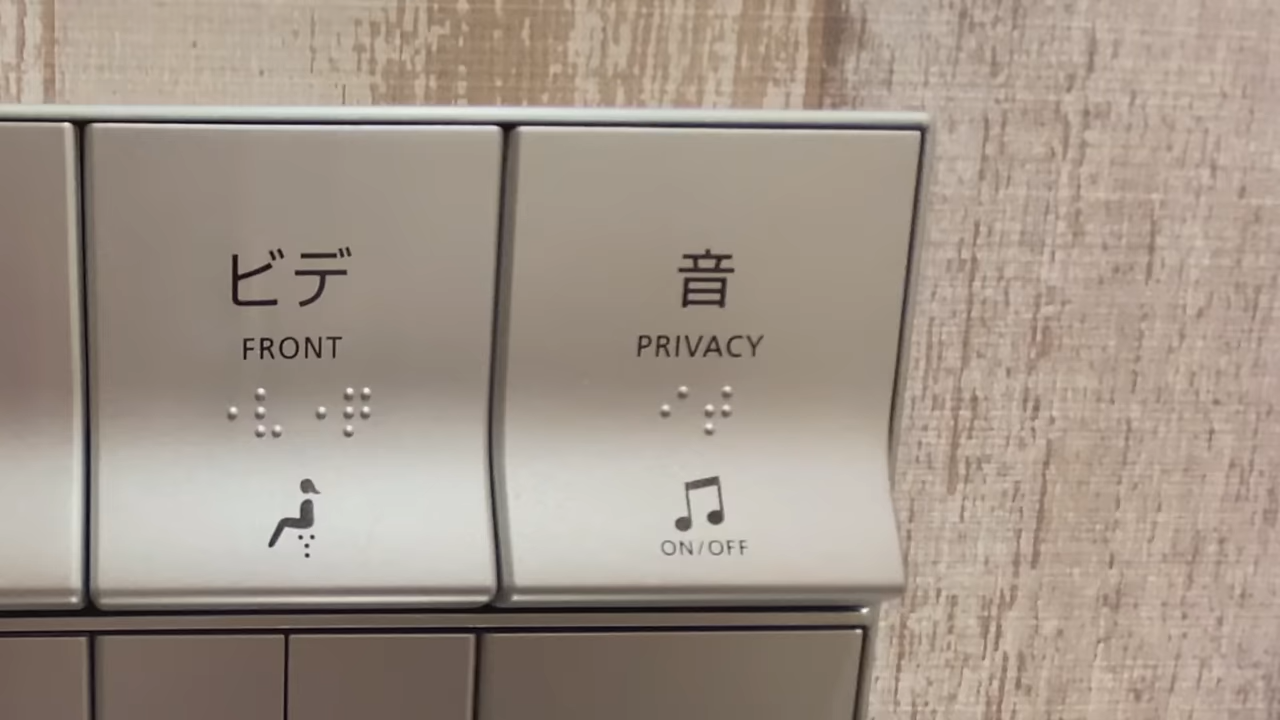 ビデ
FRONT
⠐⠧⠐⠟
音
PRIVACY
⠊⠞
ON/OFF